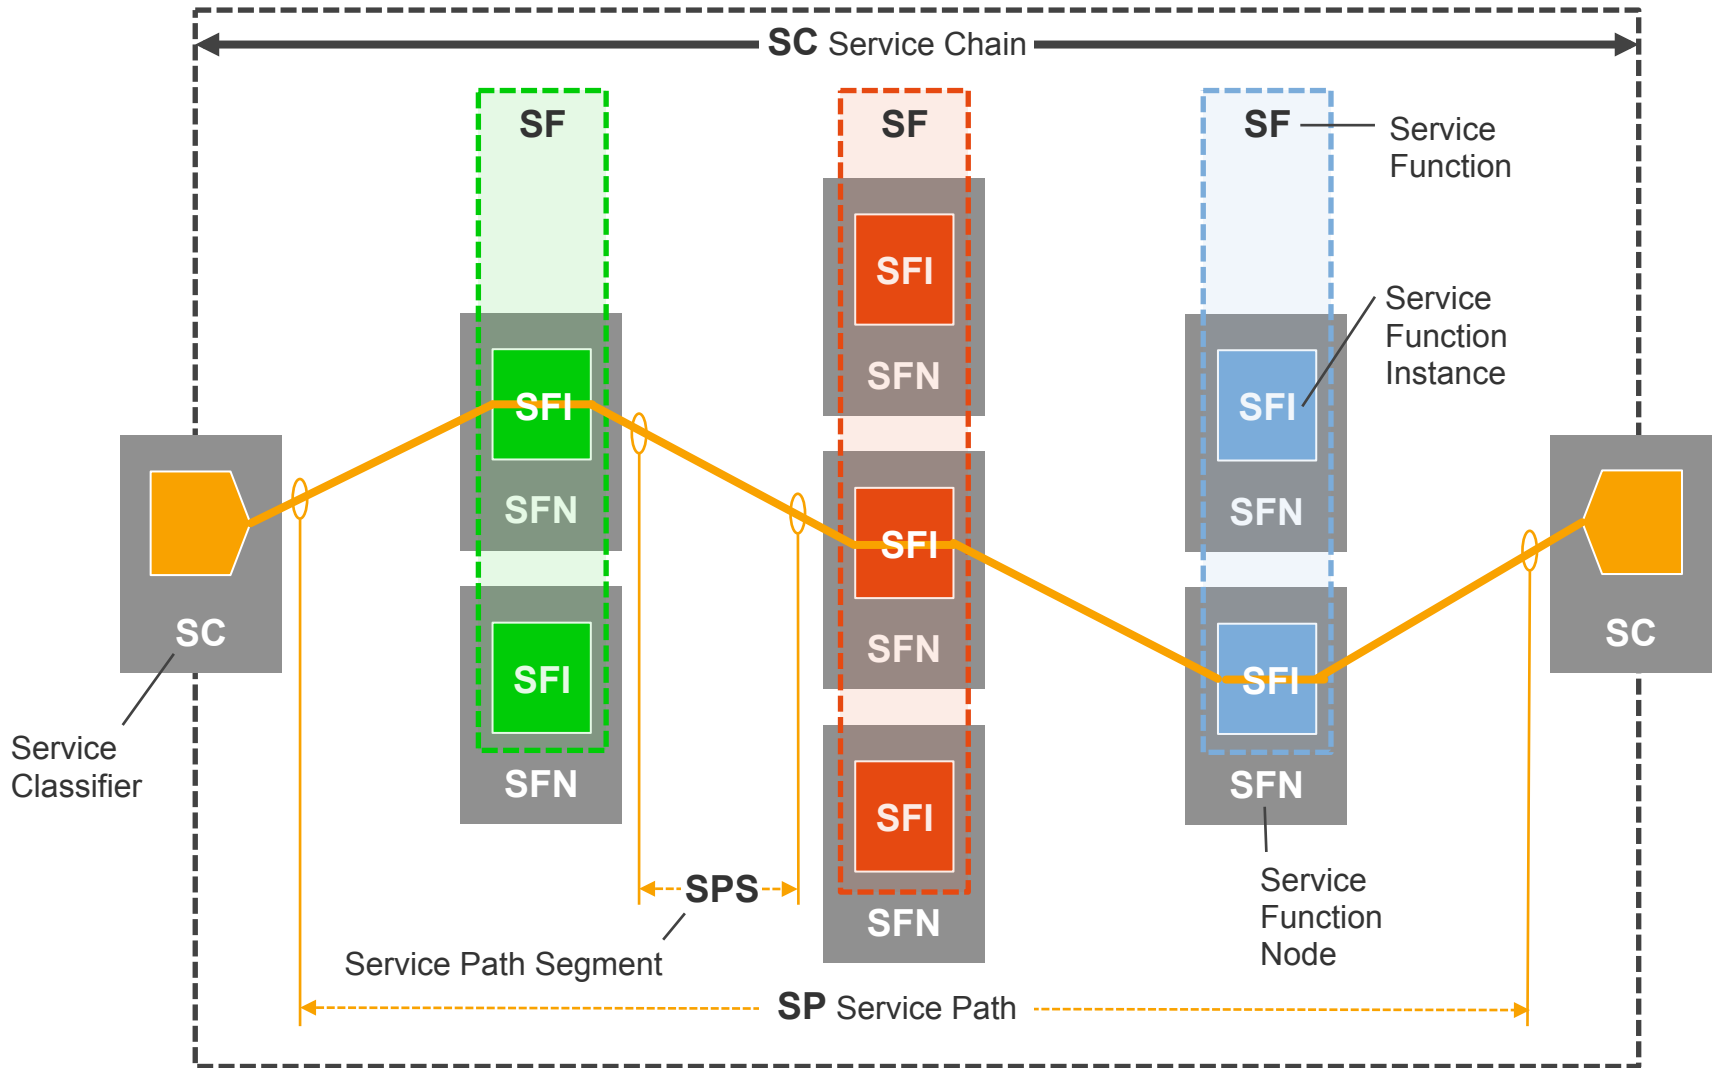 SC Service Chain
SF
SF
SF
Service
Function
SFI
Service
Function
Instance
SFN
SFI
SFI
SFN
SFN
SFI
SC
SFN
SC
SFI
SFI
Service
Classifier
SFN
SFN
SFI
Service
Function
Node
SPS
SFN
Service Path Segment
SP Service Path